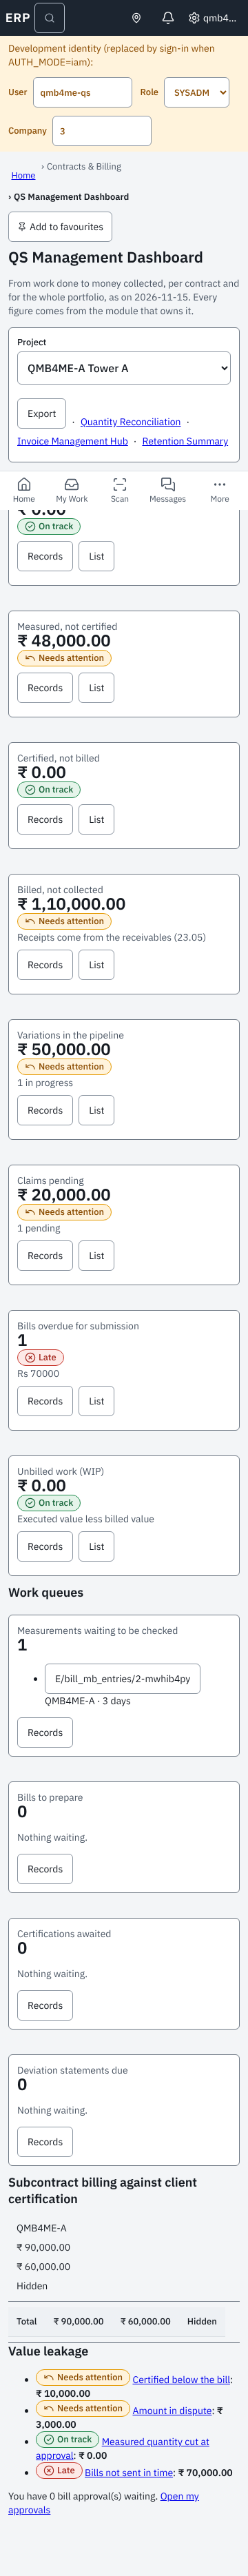 ERP
qmb4...
Development identity (replaced by sign-in when
AUTH_MODE=iam):
User qmb4me-qs Role SYSADM
Company 3
Home › Contracts & Billing
› QS Management Dashboard
Add to favourites
QS Management Dashboard
From work done to money collected, per contract and
for the whole portfolio, as on 2026-11-15. Every
figure comes from the module that owns it.
Project
QMB4ME-A Tower A
Export · Quantity Reconciliation ·
Invoice Management Hub · Retention Summary
Home My Work Scan Messages More
₹ 0.00
On track
Records List
Measured, not certified
₹ 48,000.00
Needs attention
Records List
Certified, not billed
₹ 0.00
On track
Records List
Billed, not collected
₹ 1,10,000.00
Needs attention
Receipts come from the receivables (23.05)
Records List
Variations in the pipeline
₹ 50,000.00
Needs attention
1 in progress
Records List
Claims pending
₹ 20,000.00
Needs attention
1 pending
Records List
Bills overdue for submission
1
Late
Rs 70000
Records List
Unbilled work (WIP)
₹ 0.00
On track
Executed value less billed value
Records List
Work queues
Measurements waiting to be checked
1
• E/bill_mb_entries/2-mwhib4py
QMB4ME-A · 3 days
Records
Bills to prepare
0
Nothing waiting.
Records
Certifications awaited
0
Nothing waiting.
Records
Deviation statements due
0
Nothing waiting.
Records
Subcontract billing against client
certification
QMB4ME-A
₹ 90,000.00
₹ 60,000.00
Hidden
Total ₹ 90,000.00 ₹ 60,000.00 Hidden
Value leakage
• Needs attention Certified below the bill:
₹ 10,000.00
• Needs attention Amount in dispute: ₹
3,000.00
• On track Measured quantity cut at
approval: ₹ 0.00
• Late Bills not sent in time: ₹ 70,000.00
You have 0 bill approval(s) waiting. Open my
approvals